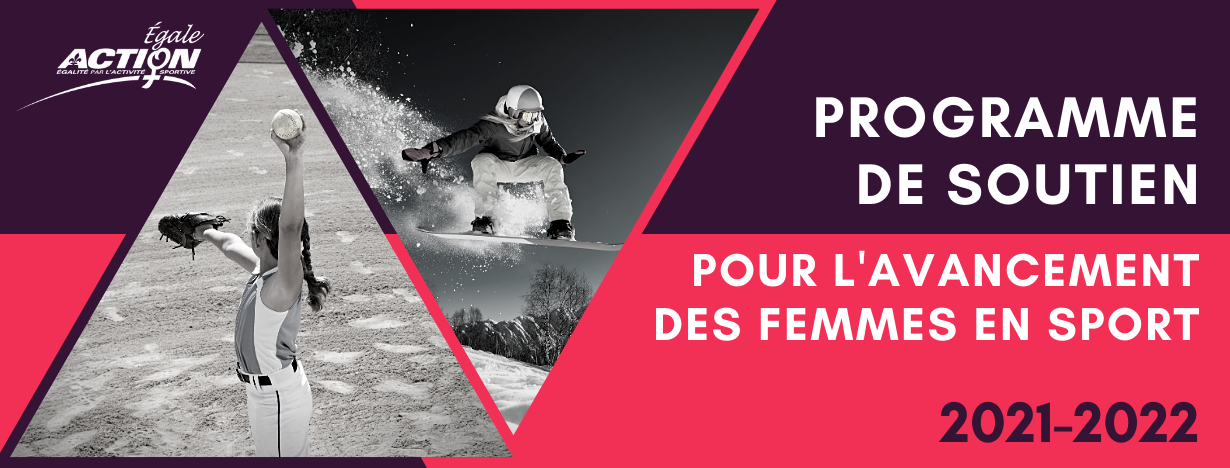 Égale
ACTION
ÉGALITÉ PAR L'ACTIVITÉ SPORTIVE
PROGRAMME
DE SOUTIEN
POUR L'AVANCEMENT
DES FEMMES EN SPORT
2021-2022